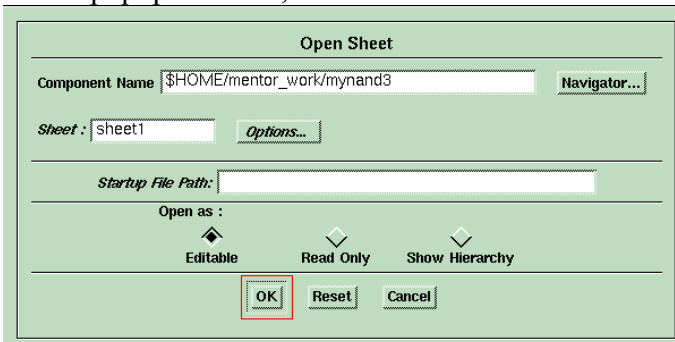 Open Sheet
Component Name $HOME/mentor_work/mynand3 Navigator...
Sheet : sheet1 Options...
Startup File Path:
Open as :
Editable Read Only Show Hierarchy
OK Reset Cancel